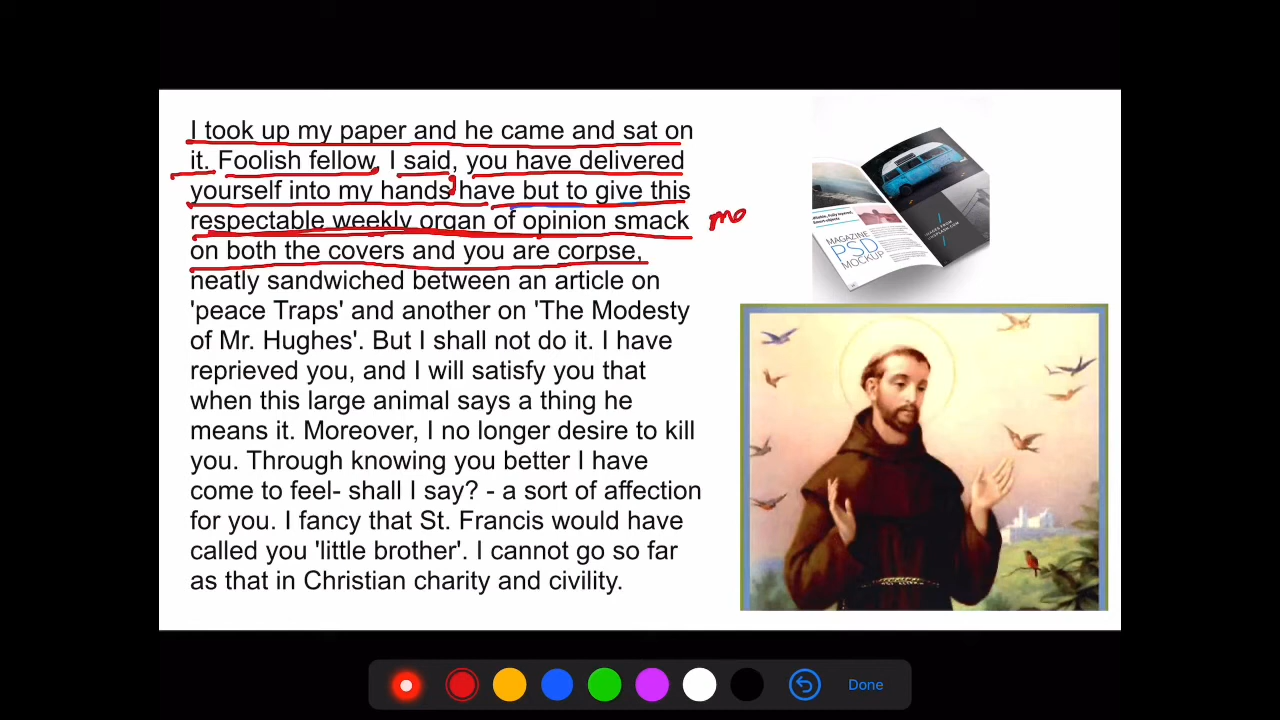 I took up my paper and he came and sat on
it. Foolish fellow, I said, you have delivered
yourself into my hands have but to give this
respectable weekly organ of opinion smack
on both the covers and you are corpse,
neatly sandwiched between an article on
'peace Traps' and another on 'The Modesty
of Mr. Hughes'. But I shall not do it. I have
reprieved you, and I will satisfy you that
when this large animal says a thing he
means it. Moreover, I no longer desire to kill
you. Through knowing you better I have
come to feel- shall I say? - a sort of affection
for you. I fancy that St. Francis would have
called you 'little brother'. I cannot go so far
as that in Christian charity and civility.
mo
MAGAZINE
PSD
MOCKUP
Done